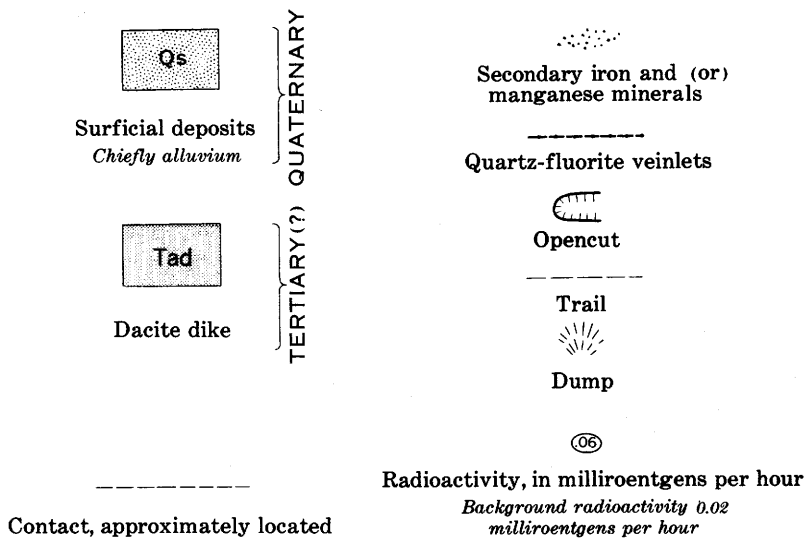 Qs
Surficial deposits
Chiefly alluvium
QUATERNARY
Tad
Dacite dike
TERTIARY(?)
Contact, approximately located
Secondary iron and (or)
manganese minerals
Quartz-fluorite veinlets
Opencut
Trail
Dump
.06
Radioactivity, in milliroentgens per hour
Background radioactivity 0.02
milliroentgens per hour